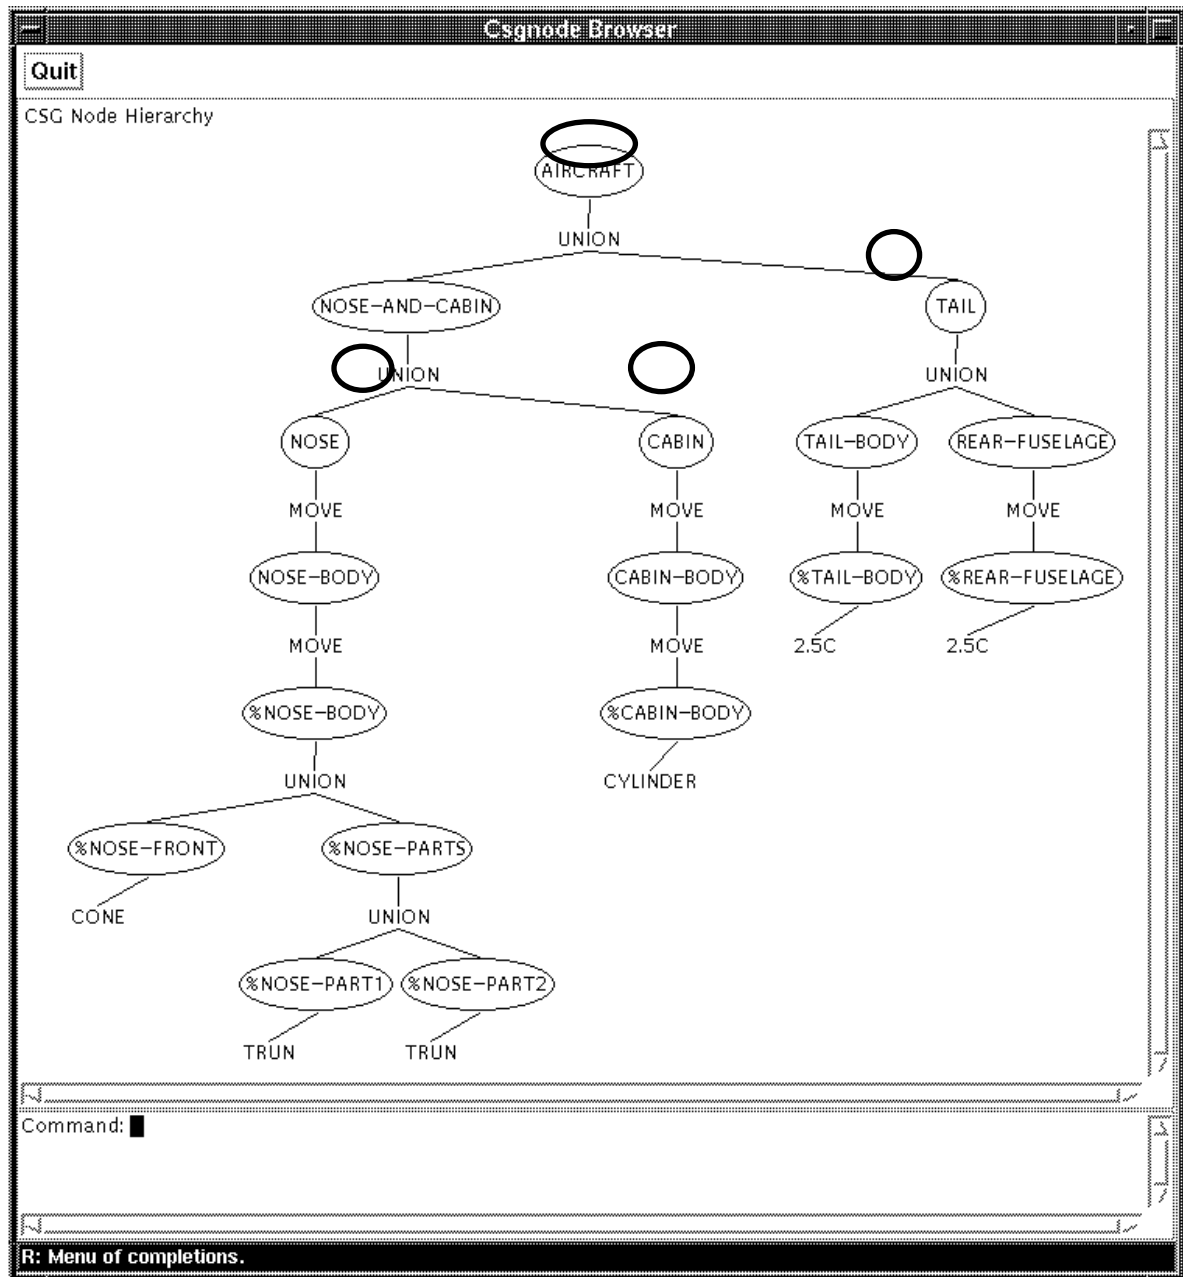 Csgnode Browser
Quit
CSG Node Hierarchy
AIRCRAFT
UNION
NOSE-AND-CABIN TAIL
UNION UNION
NOSE CABIN TAIL-BODY REAR-FUSELAGE
MOVE MOVE MOVE MOVE
NOSE-BODY CABIN-BODY %TAIL-BODY %REAR-FUSELAGE
MOVE MOVE 2.5C 2.5C
%NOSE-BODY %CABIN-BODY
UNION CYLINDER
%NOSE-FRONT %NOSE-PARTS
CONE UNION
%NOSE-PART1 %NOSE-PART2
TRUN TRUN
Command:
R: Menu of completions.